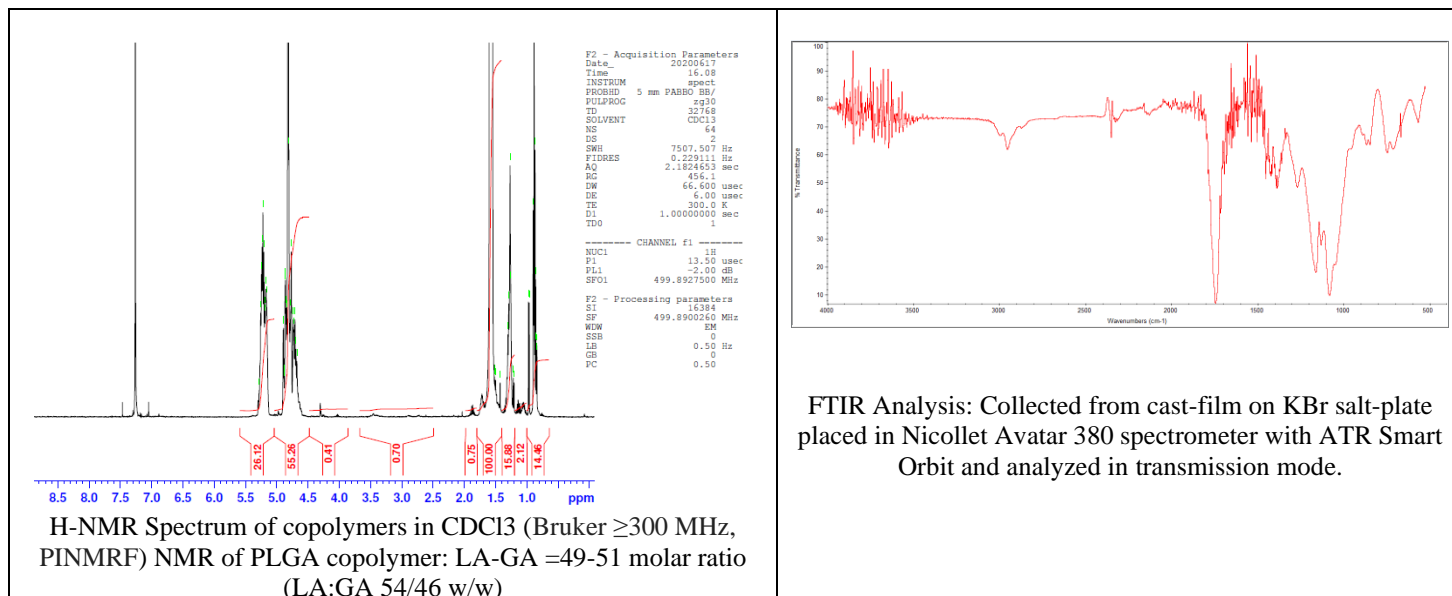 F2 - Acquisition Parameters
Date_ 20200617
Time 16.08
INSTRUM spect
PROBHD 5 mm PABBO BB/
PULPROG zg30
TD 32768
SOLVENT CDCl3
NS 64
DS 2
SWH 7507.507 Hz
FIDRES 0.229111 Hz
AQ 2.1824653 sec
RG 456.1
DW 66.600 usec
DE 6.00 usec
TE 300.0 K
D1 1.00000000 sec
TD0 1
======== CHANNEL f1 ========
NUC1 1H
P1 13.50 usec
PL1 -2.00 dB
SFO1 499.8927500 MHz
F2 - Processing parameters
SI 16384
SF 499.8900260 MHz
WDW EM
SSB 0
LB 0.50 Hz
GB 0
PC 0.50
26.12 55.26 0.41 0.70 0.75 100.00 15.88 2.12 14.46
8.5 8.0 7.5 7.0 6.5 6.0 5.5 5.0 4.5 4.0 3.5 3.0 2.5 2.0 1.5 1.0 ppm
H-NMR Spectrum of copolymers in CDCl3 (Bruker ≥300 MHz,
PINMRF) NMR of PLGA copolymer: LA-GA =49-51 molar ratio
(LA:GA 54/46 w/w)
100
90
80
70
60
50
40
30
20
10
% Transmittance
4000 3500 3000 2500 2000 1500 1000 500
Wavenumbers (cm-1)
FTIR Analysis: Collected from cast-film on KBr salt-plate
placed in Nicollet Avatar 380 spectrometer with ATR Smart
Orbit and analyzed in transmission mode.